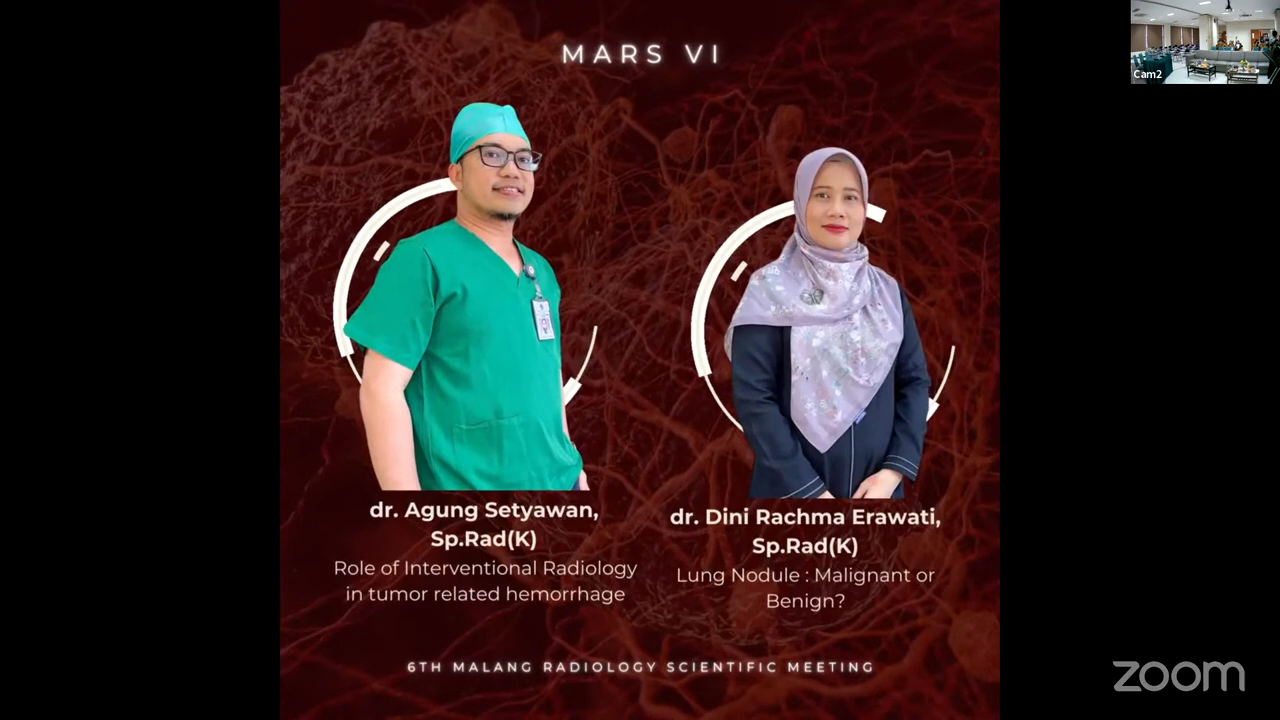 MARS VI
Cam2
dr. Agung Setyawan,
Sp.Rad(K)
Role of Interventional Radiology
in tumor related hemorrhage
dr. Dini Rachma Erawati,
Sp.Rad(K)
Lung Nodule : Malignant or
Benign?
6TH MALANG RADIOLOGY SCIENTIFIC MEETING
zoom